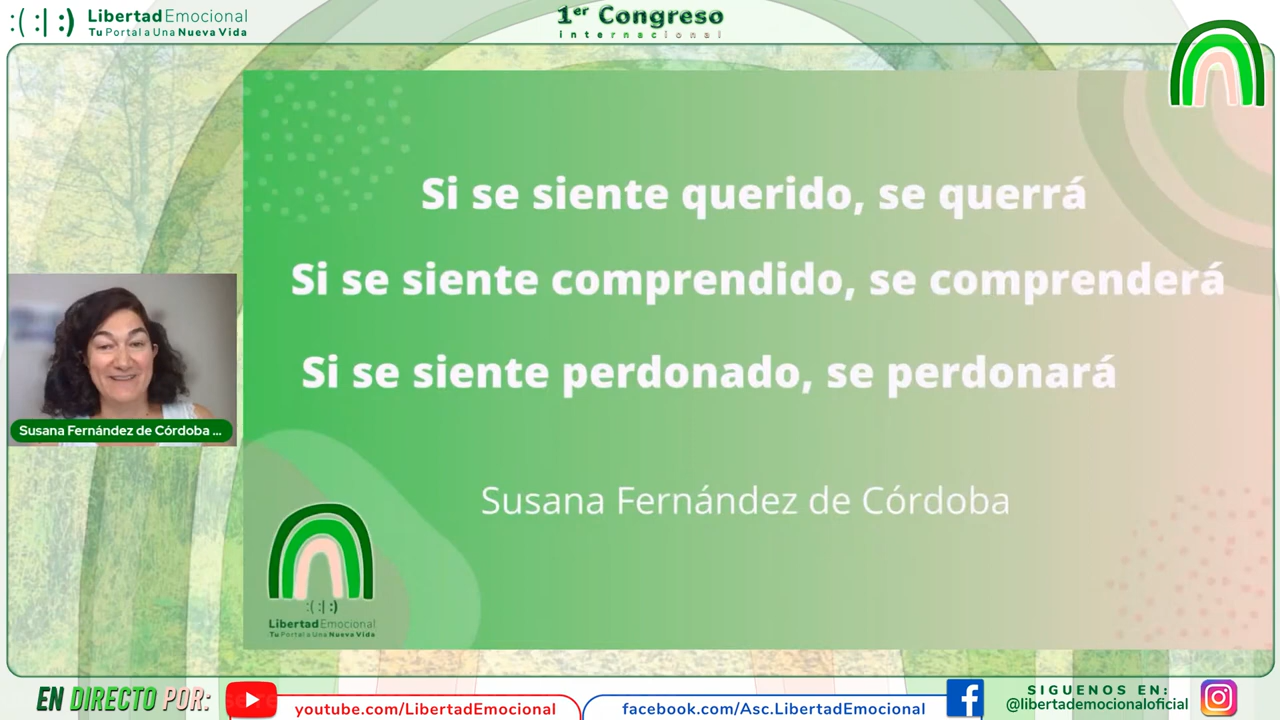 :( | :) LibertadEmocional
Tu Portal a Una Nueva Vida
1er Congreso
internacional
Si se siente querido, se querrá
Si se siente comprendido, se comprenderá
Si se siente perdonado, se perdonará
Susana Fernández de Córdoba ...
Susana Fernández de Córdoba
:(:| :)
LibertadEmocional
Tu Portal a Una Nueva Vida
EN DIRECTO POR:
youtube.com/LibertadEmocional
facebook.com/Asc.LibertadEmocional
SIGUENOS EN:
@libertademocionaloficial